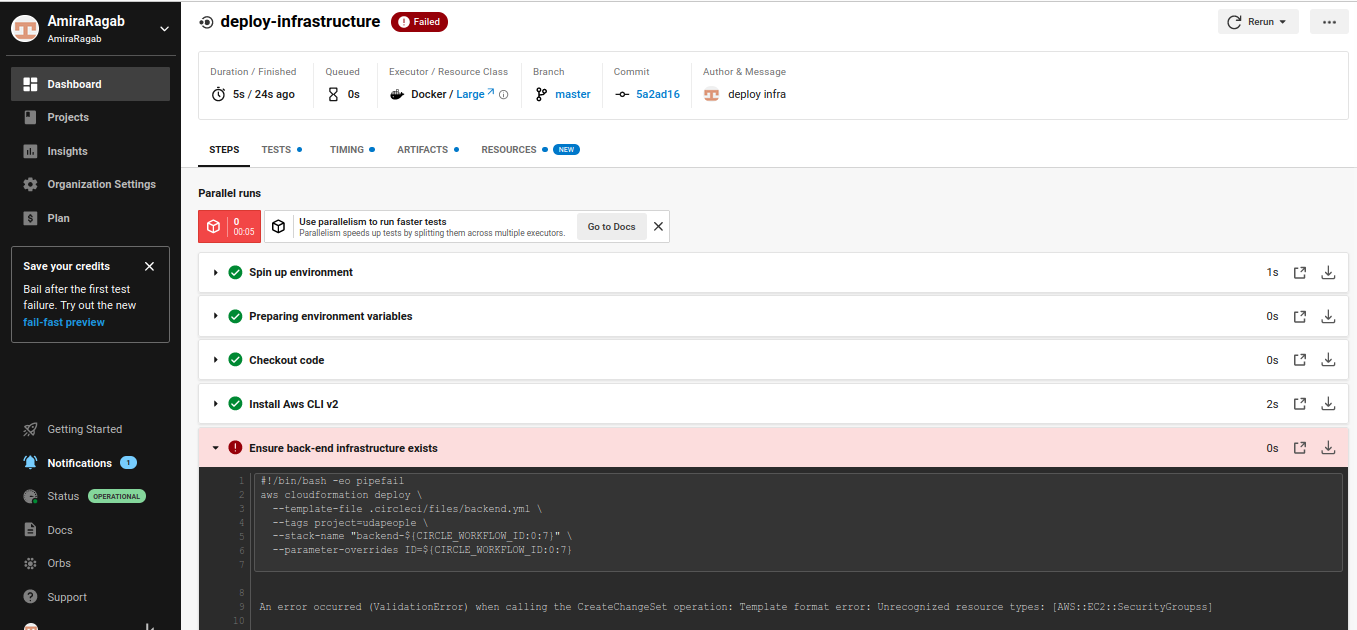 AmiraRagab
AmiraRagab
Dashboard
Projects
Insights
Organization Settings
$ Plan
Save your credits
Bail after the first test
failure. Try out the new
fail-fast preview
Getting Started
Notifications 1
Status OPERATIONAL
Docs
Orbs
? Support
deploy-infrastructure ! Failed
Rerun
Duration / Finished
5s / 24s ago
Queued
0s
Executor / Resource Class
Docker / Large
Branch
master
Commit
5a2ad16
Author & Message
deploy infra
STEPS TESTS TIMING ARTIFACTS RESOURCES NEW
Parallel runs
0
00:05
Use parallelism to run faster tests
Parallelism speeds up tests by splitting them across multiple executors.
Go to Docs
Spin up environment 1s
Preparing environment variables 0s
Checkout code 0s
Install Aws CLI v2 2s
! Ensure back-end infrastructure exists 0s
1 #!/bin/bash -eo pipefail
2 aws cloudformation deploy \
3 --template-file .circleci/files/backend.yml \
4 --tags project=udapeople \
5 --stack-name "backend-${CIRCLE_WORKFLOW_ID:0:7}" \
6 --parameter-overrides ID=${CIRCLE_WORKFLOW_ID:0:7}
7
8
9 An error occurred (ValidationError) when calling the CreateChangeSet operation: Template format error: Unrecognized resource types: [AWS::EC2::SecurityGroupss]
10